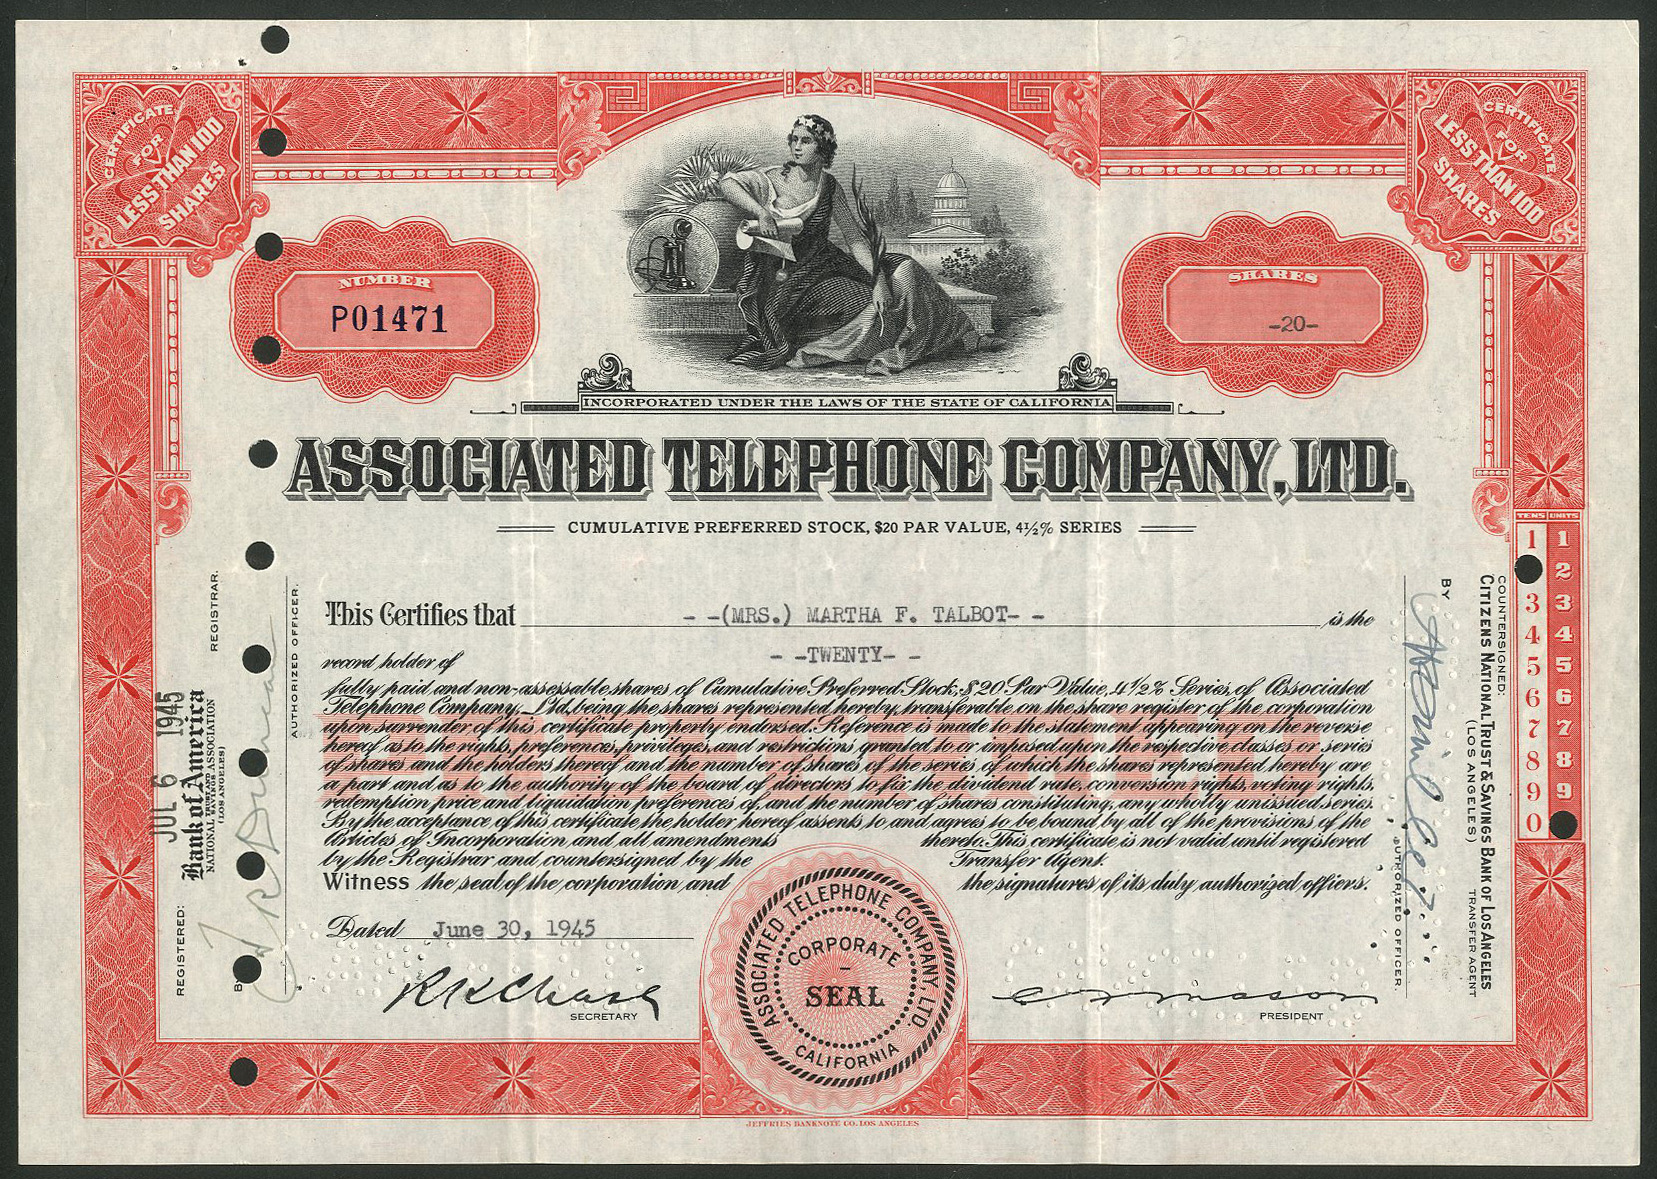 CERTIFICATE
FOR
LESS THAN 100
SHARES
CERTIFICATE
FOR
LESS THAN 100
SHARES
NUMBER
P01471
SHARES
-20-
INCORPORATED UNDER THE LAWS OF THE STATE OF CALIFORNIA
ASSOCIATED TELEPHONE COMPANY, LTD.
CUMULATIVE PREFERRED STOCK, $20 PAR VALUE, 4½% SERIES
This Certifies that - -(MRS.) MARTHA F. TALBOT- - is the
record holder of - -TWENTY- -
fully paid and non-assessable shares of Cumulative Preferred Stock, $20 Par Value, 4½% Series, of Associated
Telephone Company, Ltd, being the shares represented hereby, transferable on the share register of the corporation
upon surrender of this certificate properly endorsed. Reference is made to the statement appearing on the reverse
hereof as to the rights, preferences, privileges, and restrictions granted to or imposed upon the respective classes or series
of shares and the holders thereof and the number of shares of the series of which the shares represented hereby are
a part and as to the authority of the board of directors to fix the dividend rate, conversion rights, voting rights,
redemption price and liquidation preferences of, and the number of shares constituting, any wholly unissued series.
By the acceptance of this certificate the holder hereof assents to and agrees to be bound by all of the provisions of the
Articles of Incorporation and all amendments thereto. This certificate is not valid until registered
by the Registrar and countersigned by the Transfer Agent.
Witness the seal of the corporation, and the signatures of its duly authorized officers.
Dated June 30, 1945
R K Chase
SECRETARY
C F Mason
PRESIDENT
ASSOCIATED TELEPHONE COMPANY, LTD.
CORPORATE
-
SEAL
CALIFORNIA
JEFFRIES BANKNOTE CO. LOS ANGELES
REGISTERED:
JUL 6 1945
Bank of America
NATIONAL TRUST AND SAVINGS ASSOCIATION
(LOS ANGELES)
REGISTRAR.
BY
AUTHORIZED OFFICER.
COUNTERSIGNED:
CITIZENS NATIONAL TRUST & SAVINGS BANK OF LOS ANGELES
(LOS ANGELES)
TRANSFER AGENT
BY
AUTHORIZED OFFICER.
TENS UNITS
1 1
2
3 3
4 4
5 5
6 6
7 7
8 8
9 9
0